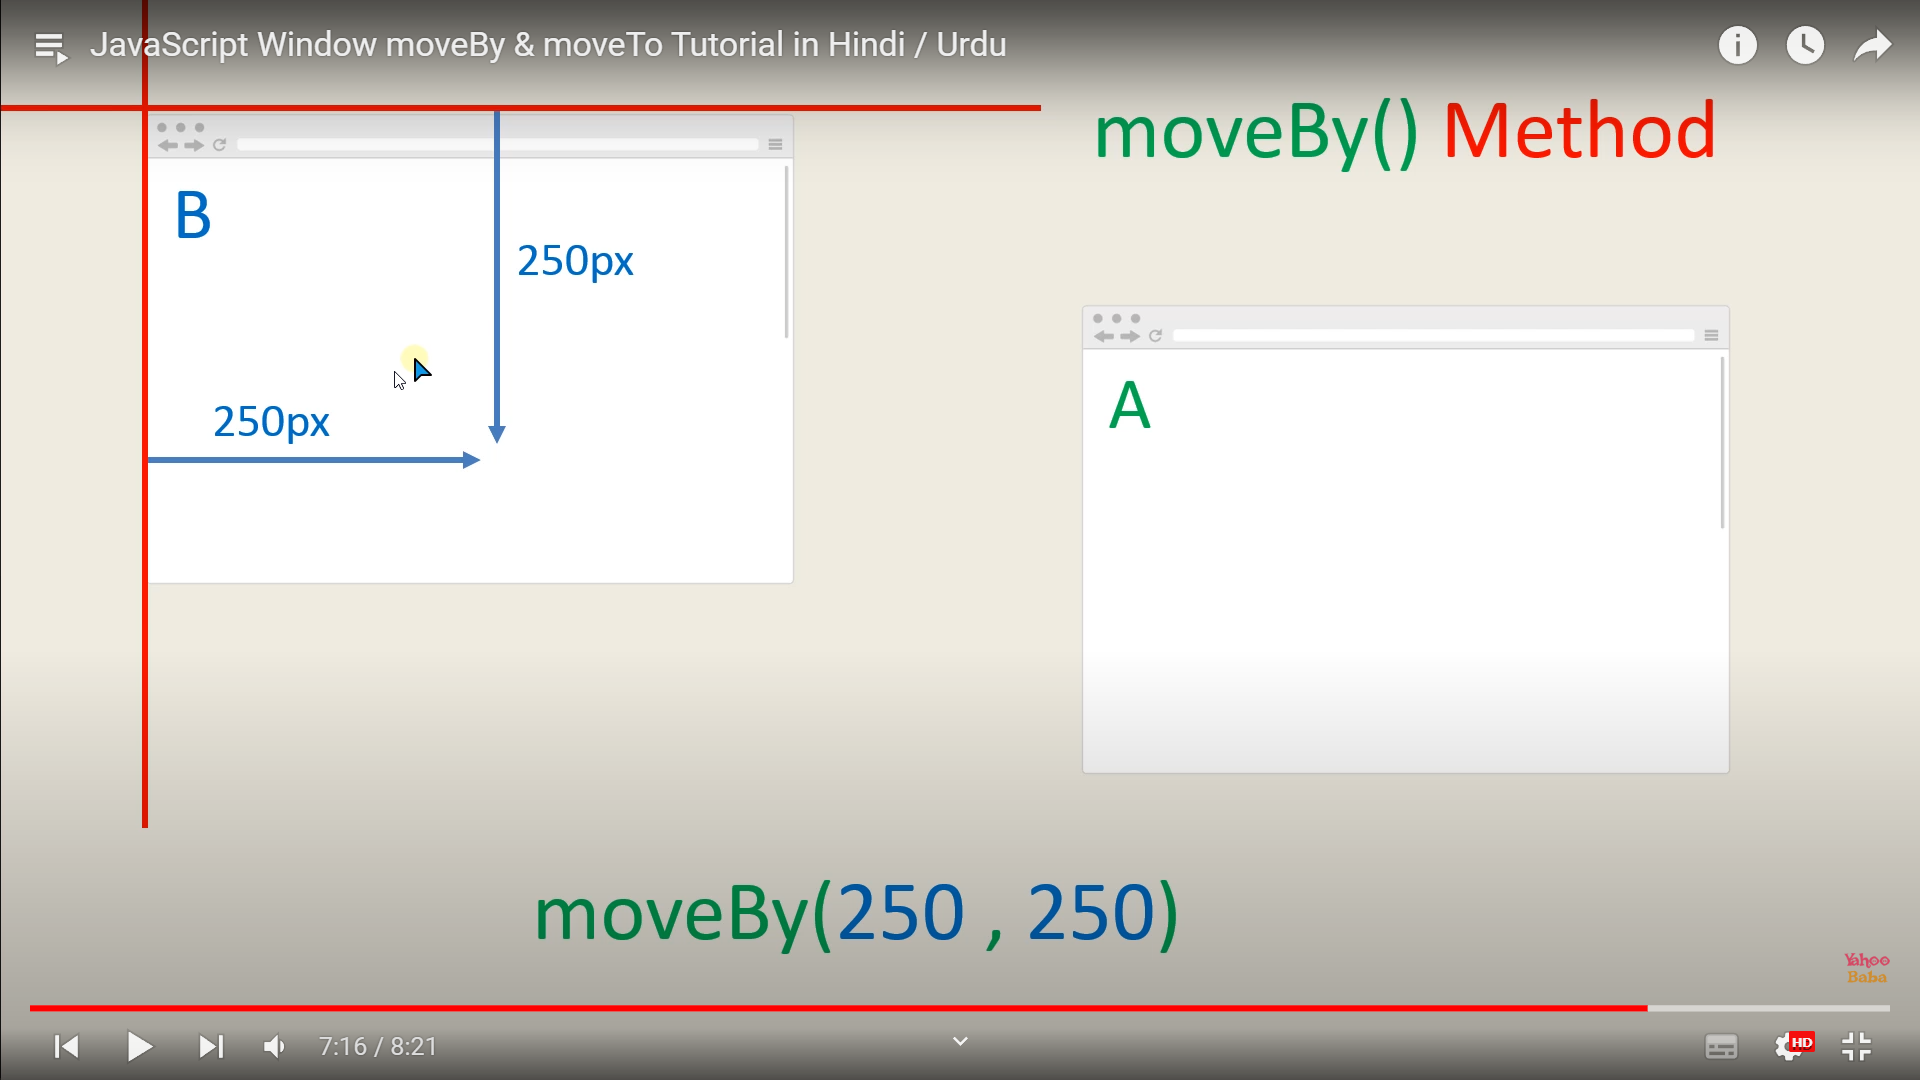 JavaScript Window moveBy & moveTo Tutorial in Hindi / Urdu
moveBy() Method
B
250px
250px
A
moveBy(250 , 250)
Yahoo
Baba
7:16 / 8:21
HD